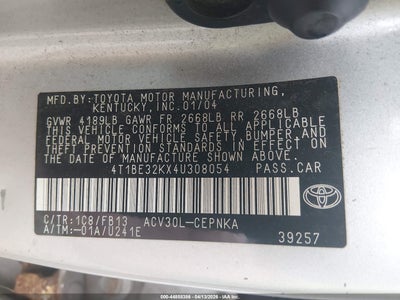 MFD.BY:TOYOTA MOTOR MANUFACTURING,
KENTUCKY, INC.01/04
GVWR 4189LB GAWR FR 2668LB RR 2668LB
THIS VEHICLE CONFORMS TO ALL APPLICABLE
FEDERAL MOTOR VEHICLE SAFETY, BUMPER, AND
THEFT PREVENTION STANDARDS IN EFFECT ON
THE DATE OF MANUFACTURE SHOWN ABOVE.
4T1BE32KX4U308054 PASS.CAR
C/TR:1C8/FB13 ACV30L-CEPNKA
A/TM:-01A/U241E
TOYOTA
39257